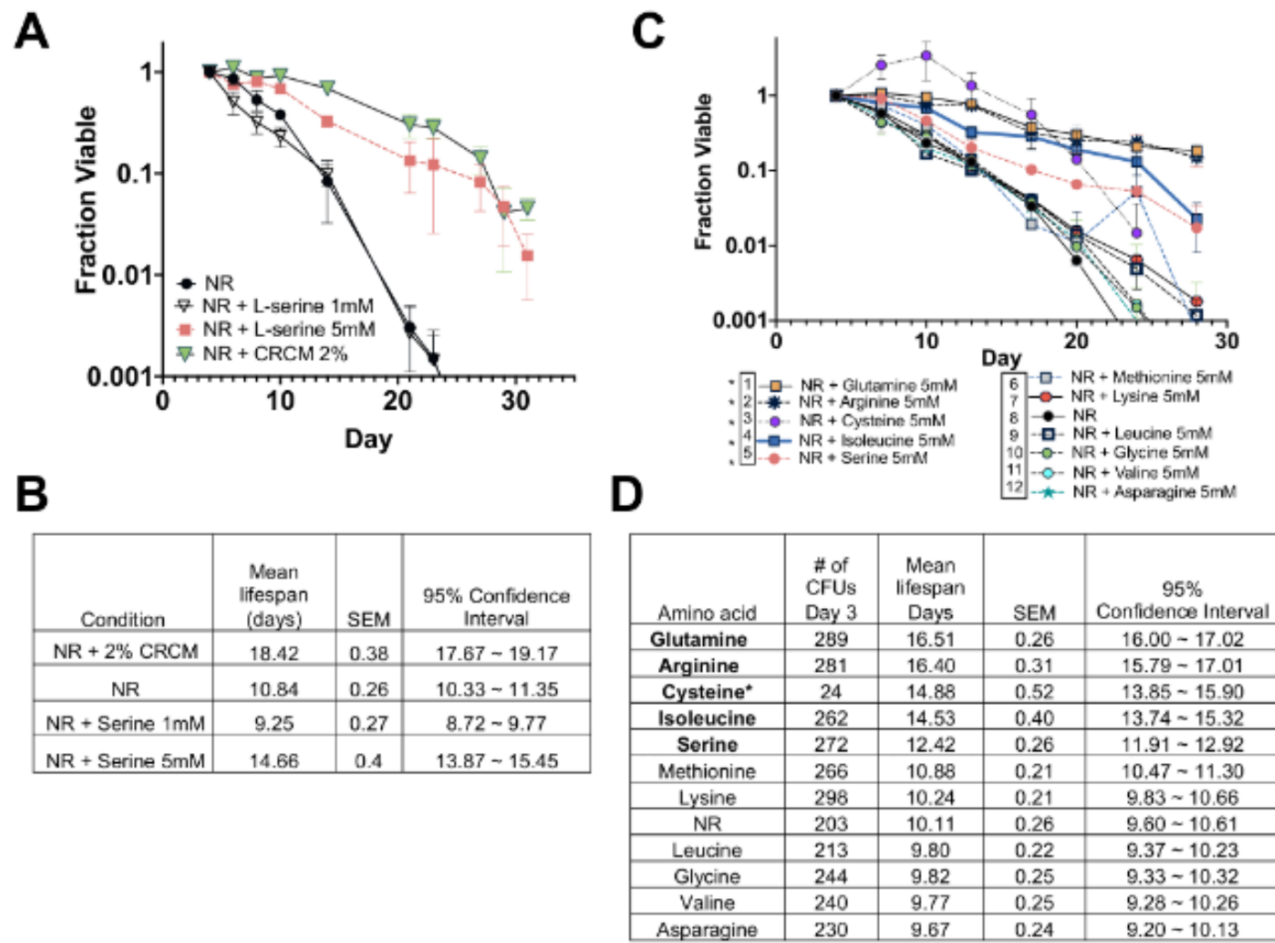 A
Fraction Viable
1
0.1
0.01
0.001
NR
NR + L-serine 1mM
NR + L-serine 5mM
NR + CRCM 2%
0 10 20 30
Day
C
Fraction Viable
1
0.1
0.01
0.001
0 10 20 30
Day
* 1 NR + Glutamine 5mM
* 2 NR + Arginine 5mM
* 3 NR + Cysteine 5mM
* 4 NR + Isoleucine 5mM
* 5 NR + Serine 5mM
6 NR + Methionine 5mM
7 NR + Lysine 5mM
8 NR
9 NR + Leucine 5mM
10 NR + Glycine 5mM
11 NR + Valine 5mM
12 NR + Asparagine 5mM
B
Condition Mean lifespan (days) SEM 95% Confidence Interval
NR + 2% CRCM 18.42 0.38 17.67 ~ 19.17
NR 10.84 0.26 10.33 ~ 11.35
NR + Serine 1mM 9.25 0.27 8.72 ~ 9.77
NR + Serine 5mM 14.66 0.4 13.87 ~ 15.45
D
Amino acid # of CFUs Day 3 Mean lifespan Days SEM 95% Confidence Interval
Glutamine 289 16.51 0.26 16.00 ~ 17.02
Arginine 281 16.40 0.31 15.79 ~ 17.01
Cysteine* 24 14.88 0.52 13.85 ~ 15.90
Isoleucine 262 14.53 0.40 13.74 ~ 15.32
Serine 272 12.42 0.26 11.91 ~ 12.92
Methionine 266 10.88 0.21 10.47 ~ 11.30
Lysine 298 10.24 0.21 9.83 ~ 10.66
NR 203 10.11 0.26 9.60 ~ 10.61
Leucine 213 9.80 0.22 9.37 ~ 10.23
Glycine 244 9.82 0.25 9.33 ~ 10.32
Valine 240 9.77 0.25 9.28 ~ 10.26
Asparagine 230 9.67 0.24 9.20 ~ 10.13